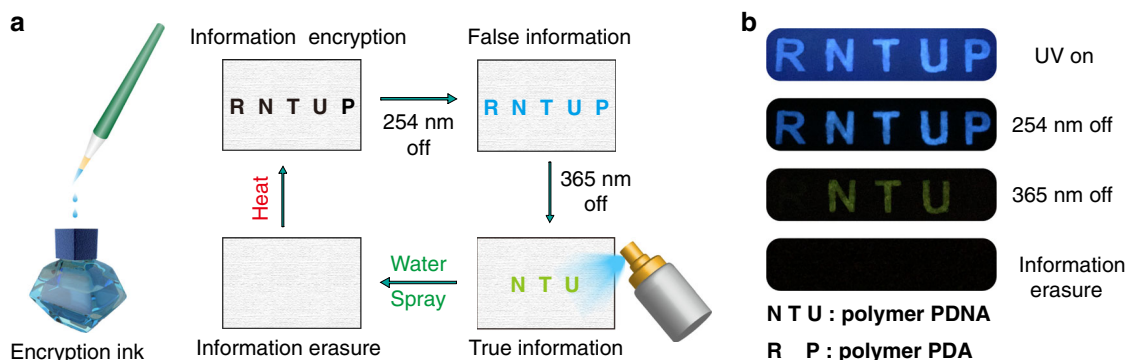 a
Information encryption
False information
R N T U P
254 nm
off
R N T U P
Heat
365 nm
off
Water
Spray
N T U
Encryption ink
Information erasure
True information
b
R N T U P
UV on
R N T U P
254 nm off
N T U
365 nm off
Information
erasure
N T U : polymer PDNA
R P : polymer PDA